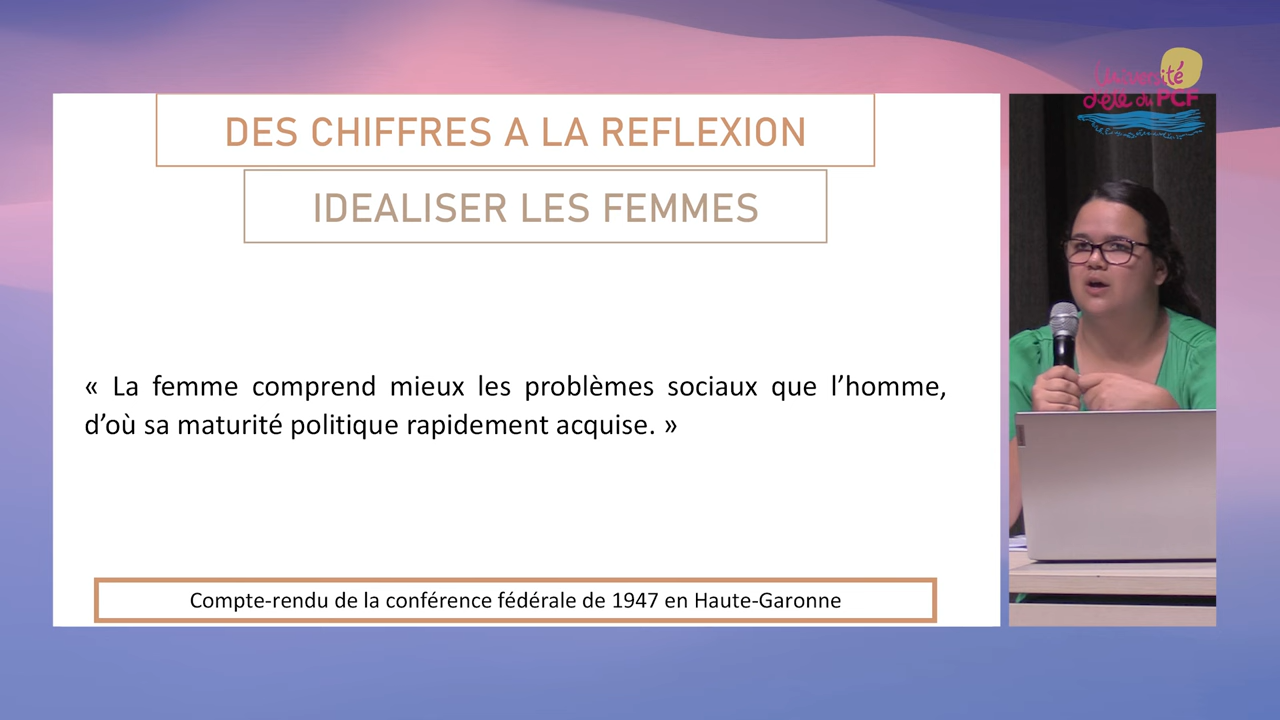 Université
d'été du PCF
DES CHIFFRES A LA REFLEXION
IDEALISER LES FEMMES
« La femme comprend mieux les problèmes sociaux que l’homme,
d’où sa maturité politique rapidement acquise. »
Compte-rendu de la conférence fédérale de 1947 en Haute-Garonne